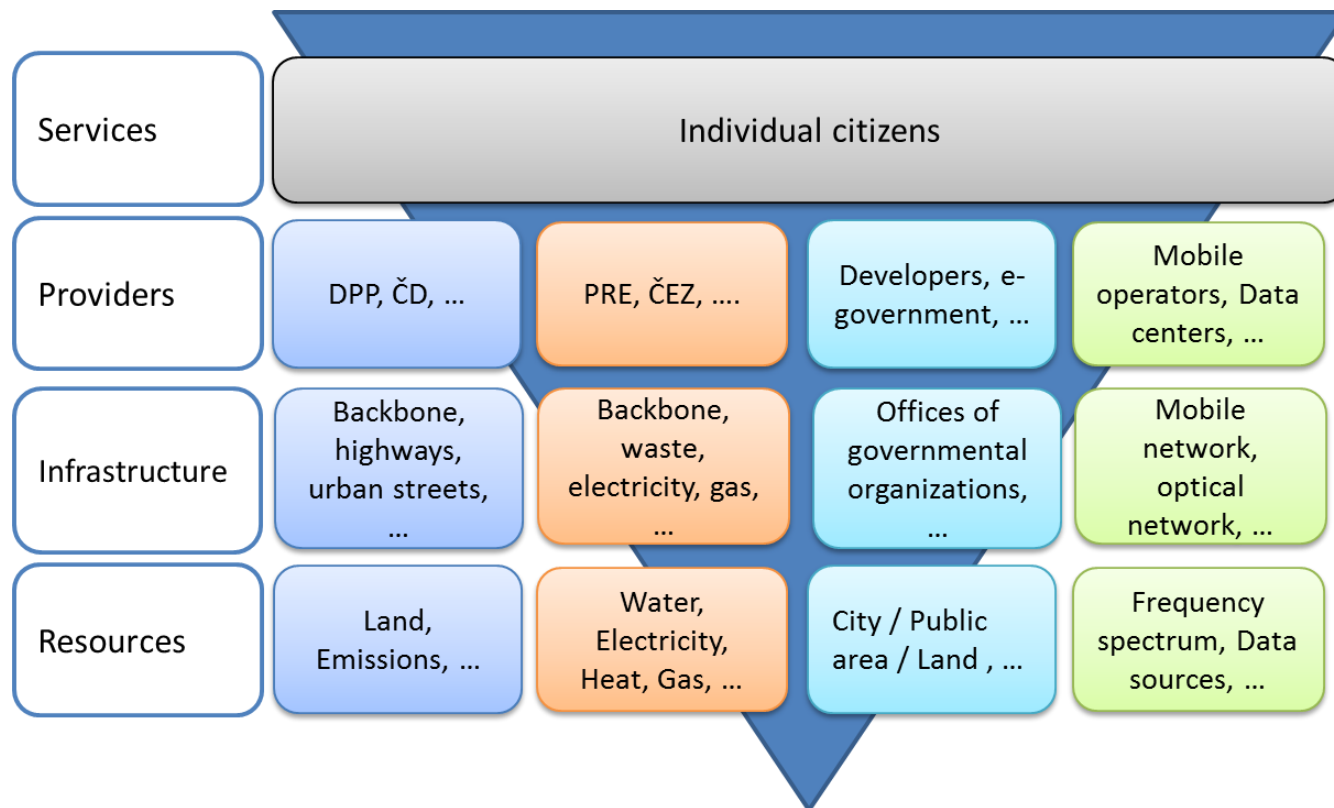 Services
Individual citizens
Providers
DPP, ČD, ...
PRE, ČEZ, ....
Developers, e-
government, ...
Mobile
operators, Data
centers, ...
Infrastructure
Backbone,
highways,
urban streets,
...
Backbone,
waste,
electricity, gas,
...
Offices of
governmental
organizations,
...
Mobile
network,
optical
network, ...
Resources
Land,
Emissions, ...
Water,
Electricity,
Heat, Gas, ...
City / Public
area / Land , ...
Frequency
spectrum, Data
sources, ...